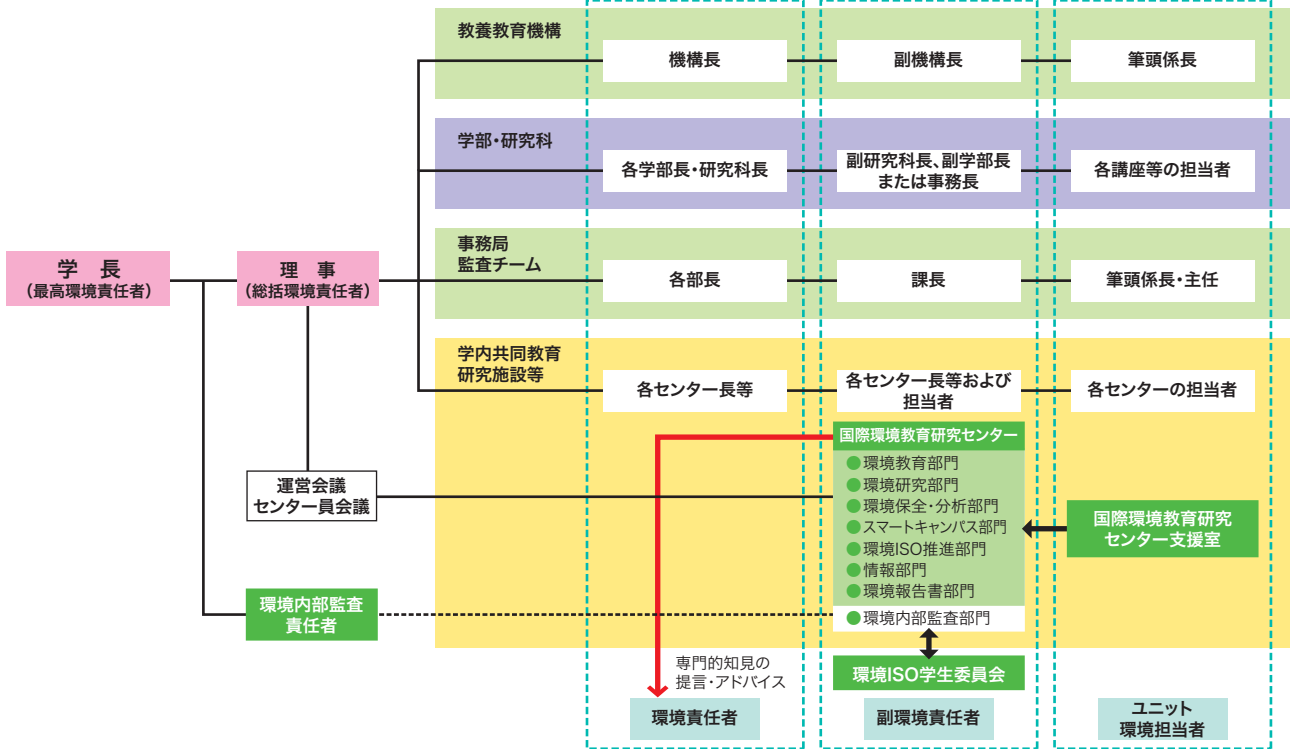 教養教育機構
機構長
副機構長
筆頭係長
学部・研究科
各学部長・研究科長
副研究科長、副学部長
または事務長
各講座等の担当者
学　長
（最高環境責任者）
理　事
（総括環境責任者）
事務局
監査チーム
各部長
課長
筆頭係長・主任
学内共同教育
研究施設等
各センター長等
各センター長等および
担当者
各センターの担当者
国際環境教育研究センター
●環境教育部門
●環境研究部門
●環境保全・分析部門
●スマートキャンパス部門
●環境ISO推進部門
●情報部門
●環境報告書部門
●環境内部監査部門
運営会議
センター員会議
国際環境教育研究
センター支援室
環境内部監査
責任者
専門的知見の
提言・アドバイス
環境ISO学生委員会
環境責任者
副環境責任者
ユニット
環境担当者